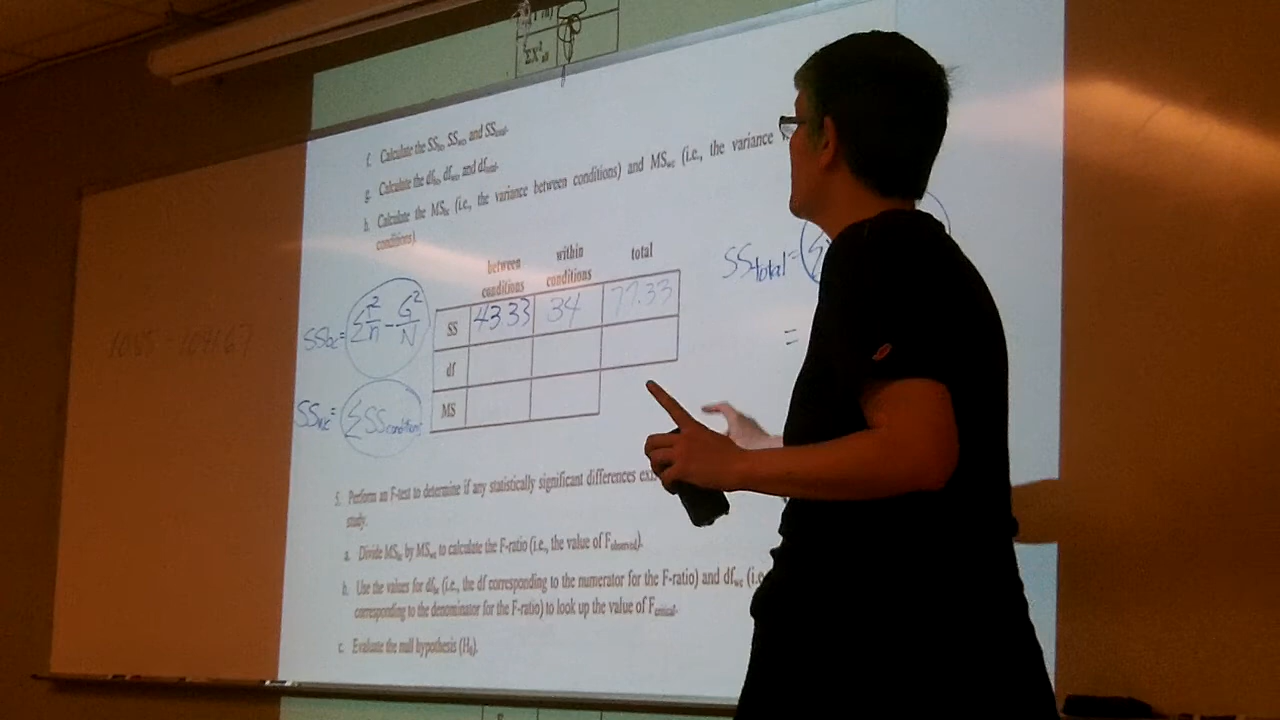 ΣX²
f. Calculate the SSbc, SSwc, and SStotal.
g. Calculate the dfbc, dfwc, and dftotal.
h. Calculate the MSbc (i.e., the variance between conditions) and MSwc (i.e., the variance
conditions).
between conditions within conditions total
SS 43.33 34 77.33
df
MS
SSbc = ΣT²/n - G²/N
SSwc = ΣSSconditions
SStotal = (Σ
=
5. Perform an F-test to determine if any statistically significant differences
study.
a. Divide MSbc by MSwc to calculate the F-ratio (i.e., the value of Fobserved).
b. Use the values for dfbc (i.e., the df corresponding to the numerator for the F-ratio) and dfwc (i.e.
corresponding to the denominator for the F-ratio) to look up the value of Fcritical.
c. Evaluate the null hypothesis (H0).